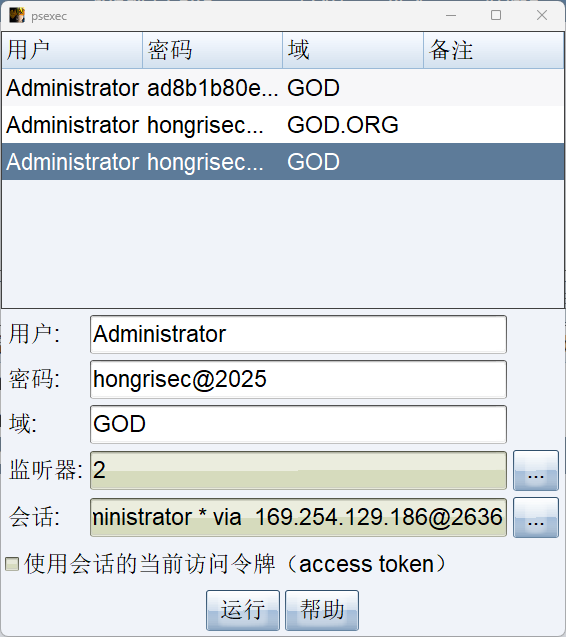 psexec
用户 密码 域 备注
Administrator ad8b1b80e... GOD
Administrator hongrisec... GOD.ORG
Administrator hongrisec... GOD
用户: Administrator
密码: hongrisec@2025
域: GOD
监听器: 2 ...
会话: ministrator * via 169.254.129.186@2636 ...
使用会话的当前访问令牌（access token）
运行 帮助